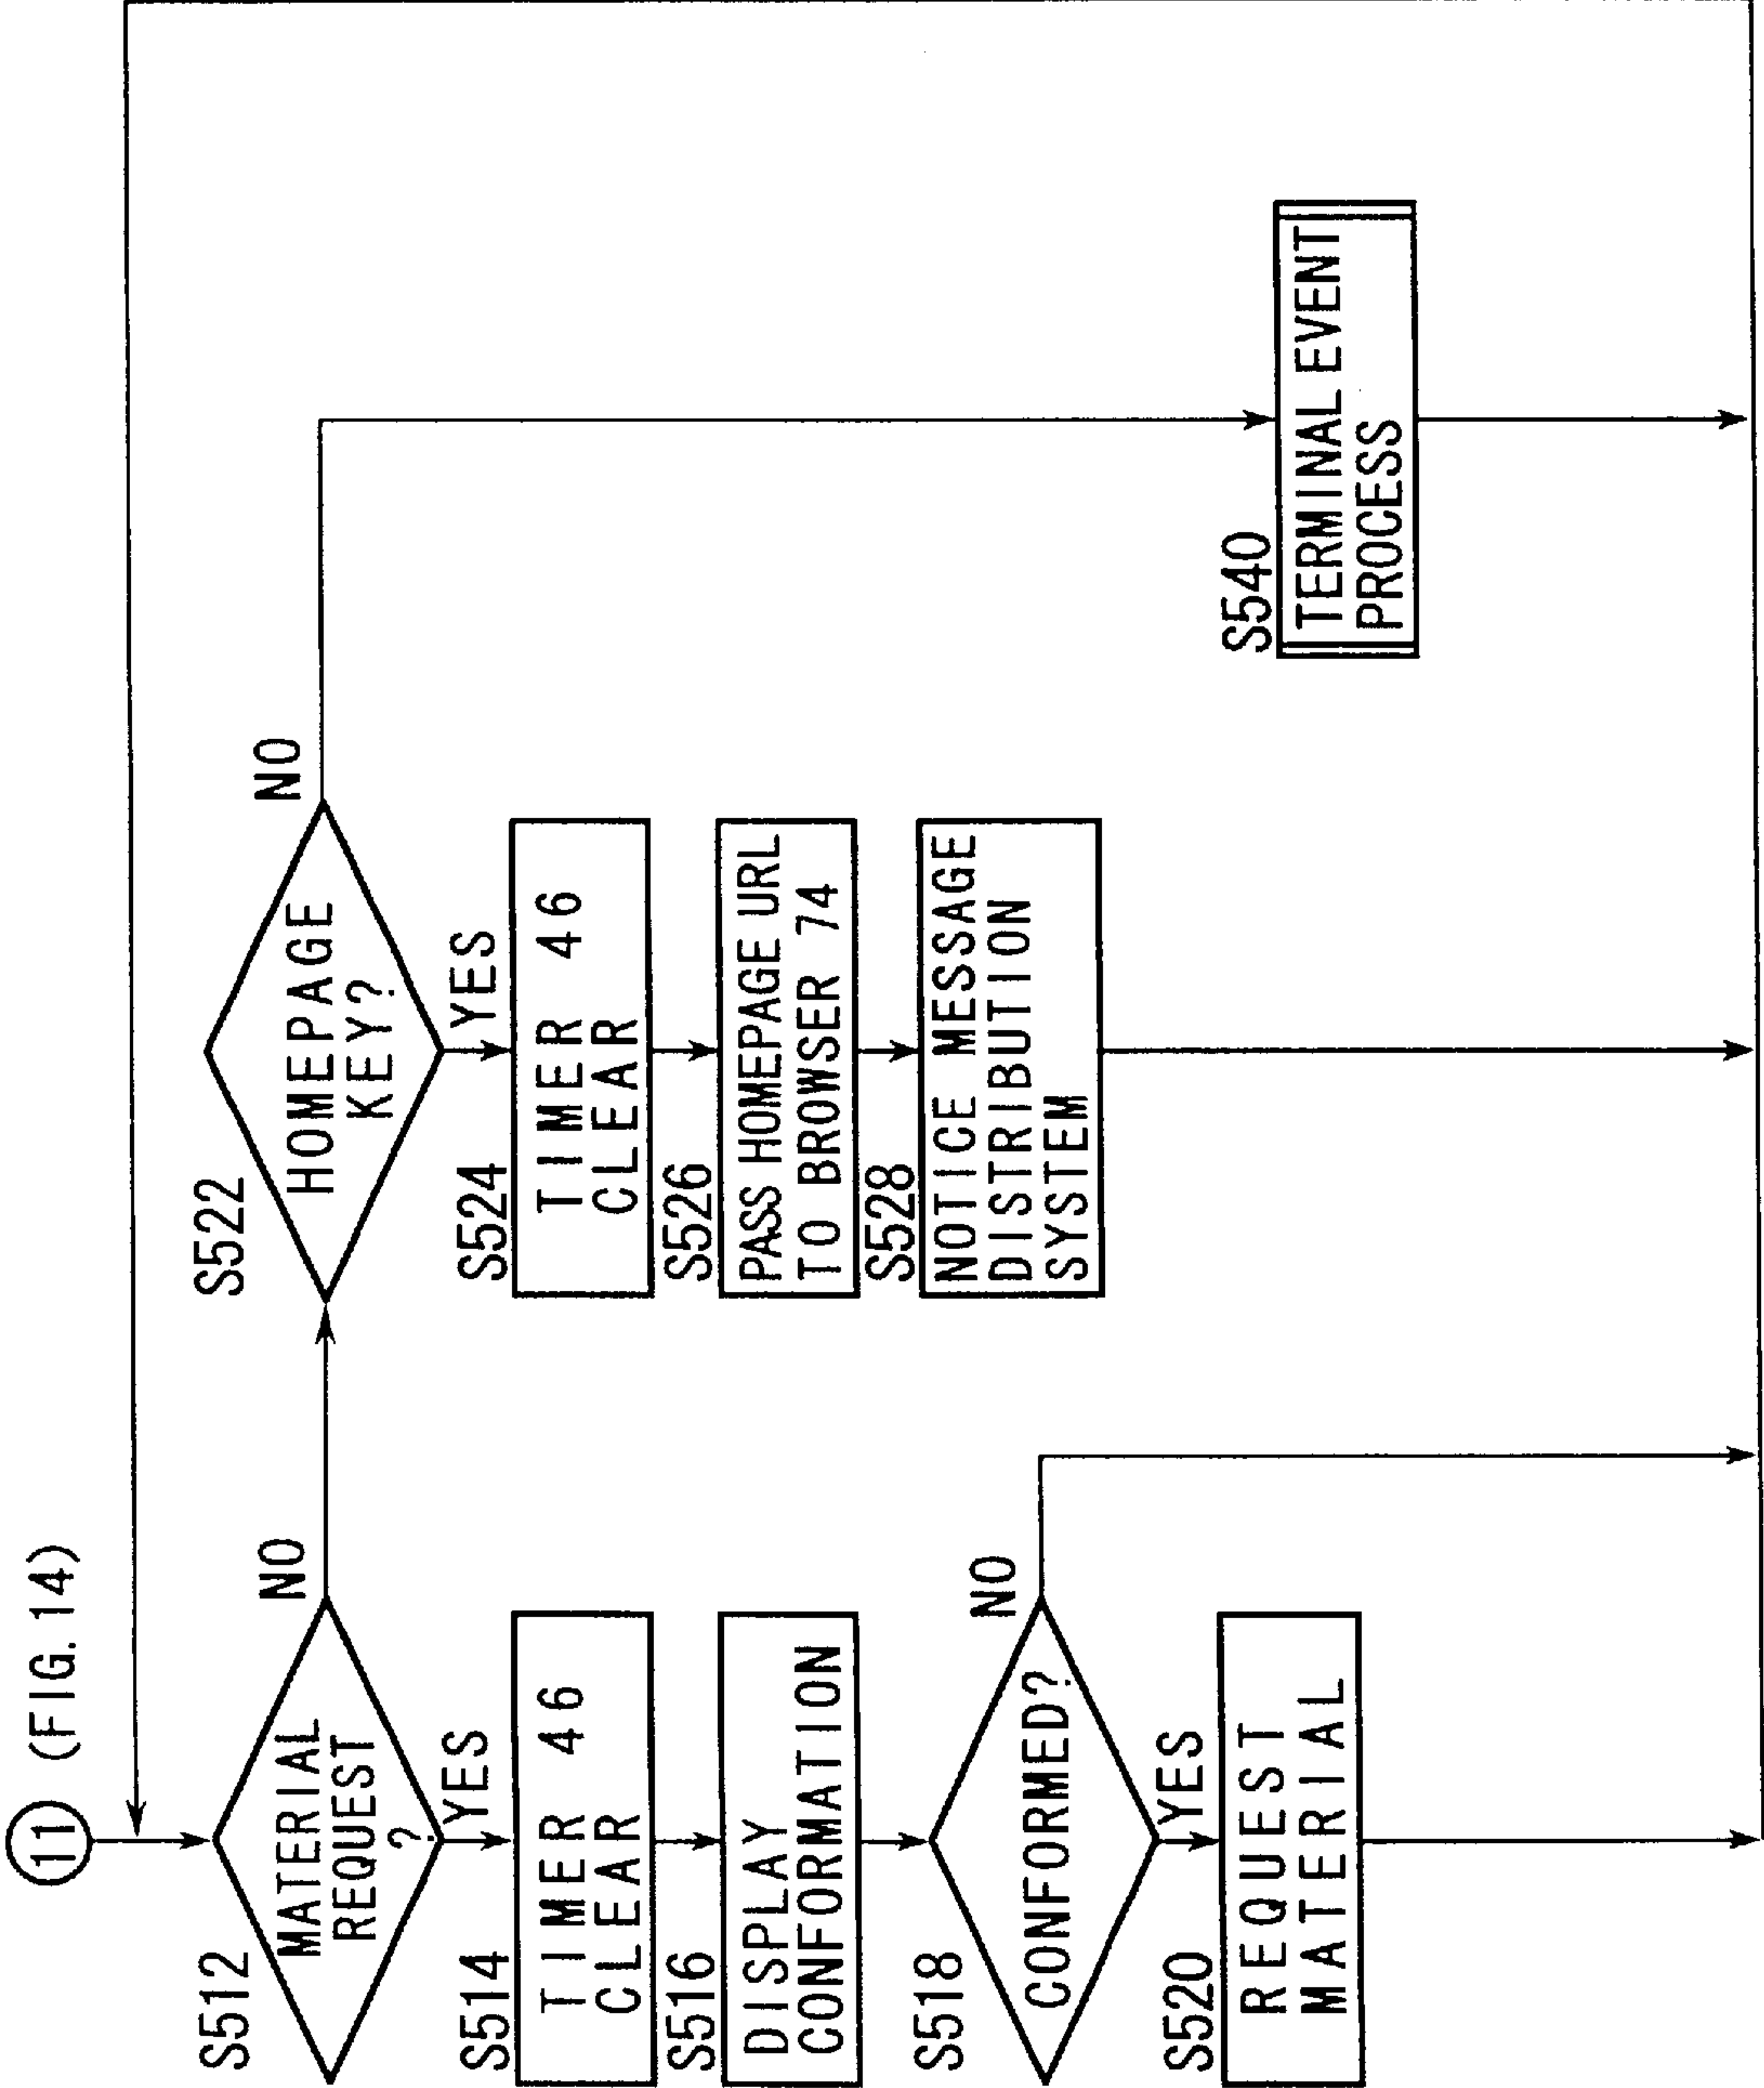 11 (FIG. 14)
S512
MATERIAL
REQUEST
?
NO
YES
S514
TIMER 46
CLEAR
S516
DISPLAY
CONFORMATION
S518
CONFORMED?
NO
YES
S520
REQUEST
MATERIAL
S522
HOMEPAGE
KEY?
NO
YES
S524
TIMER 46
CLEAR
S526
PASS HOMEPAGE URL
TO BROWSER 74
S528
NOTICE MESSAGE
DISTRIBUTION
SYSTEM
S540
TERMINAL EVENT
PROCESS